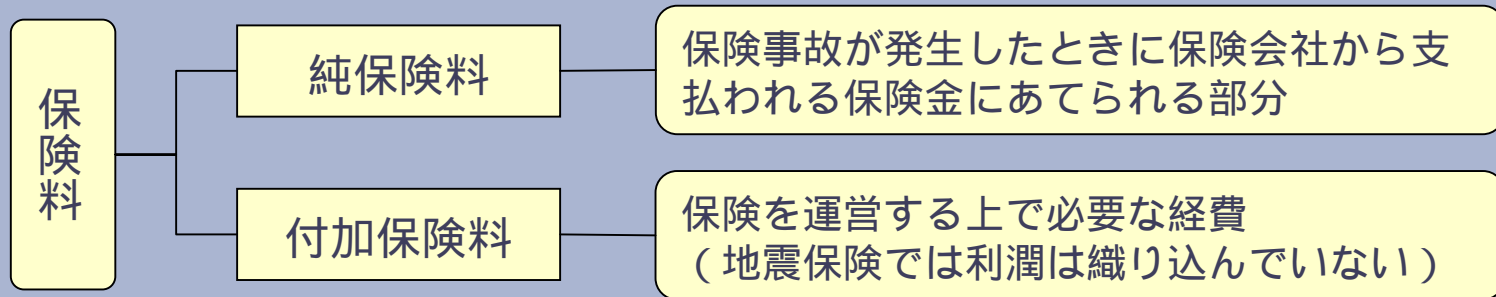 保険料
純保険料
保険事故が発生したときに保険会社から支
払われる保険金にあてられる部分
付加保険料
保険を運営する上で必要な経費
（地震保険では利潤は織り込んでいない）